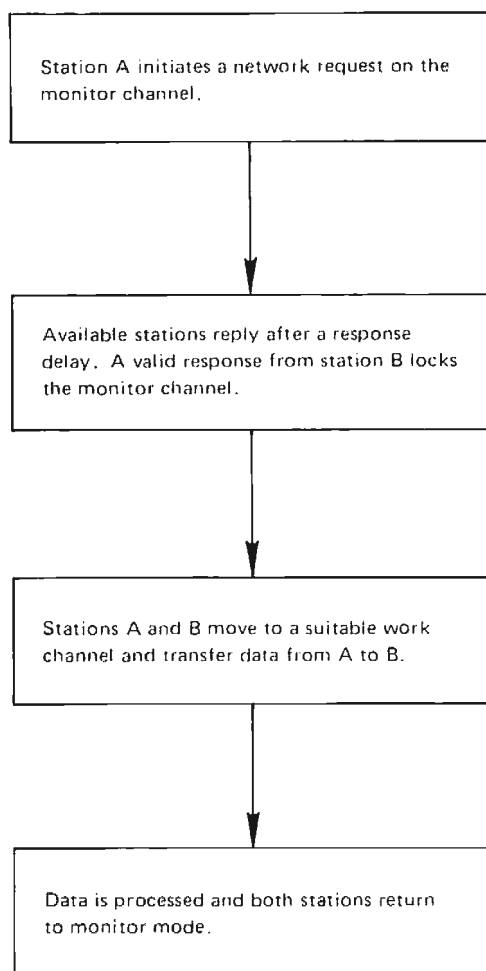 Station A initiates a network request on the
monitor channel.
Available stations reply after a response
delay. A valid response from station B locks
the monitor channel.
Stations A and B move to a suitable work
channel and transfer data from A to B.
Data is processed and both stations return
to monitor mode.